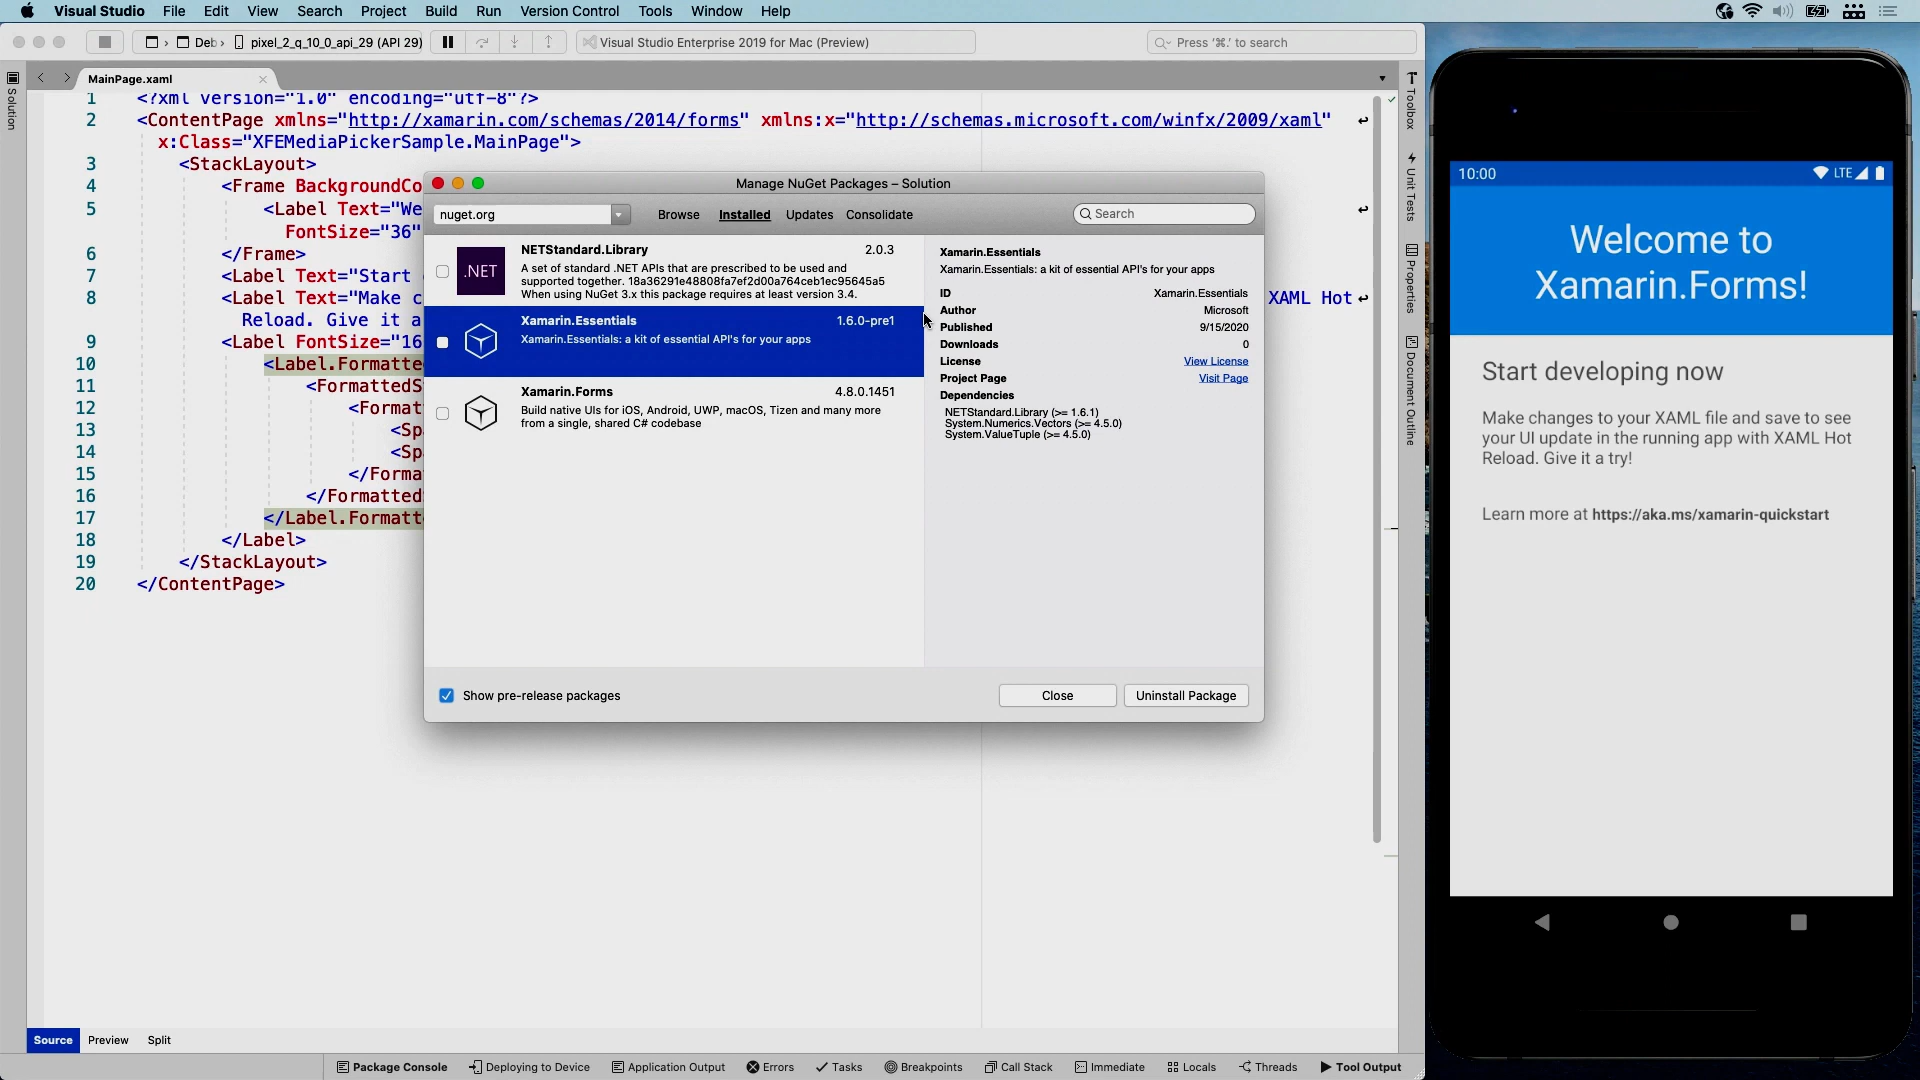 Visual Studio File Edit View Search Project Build Run Version Control Tools Window Help
Deb › pixel_2_q_10_0_api_29 (API 29) Visual Studio Enterprise 2019 for Mac (Preview) Press '⌘.' to search
MainPage.xaml
Solution
1 <?xml version="1.0" encoding="utf-8"?>
2 <ContentPage xmlns="http://xamarin.com/schemas/2014/forms" xmlns:x="http://schemas.microsoft.com/winfx/2009/xaml"
x:Class="XFEMediaPickerSample.MainPage">
3 <StackLayout>
4 <Frame BackgroundCo
5 <Label Text="We
FontSize="36"
6 </Frame>
7 <Label Text="Start
8 <Label Text="Make c XAML Hot
Reload. Give it a
9 <Label FontSize="16
10 <Label.Formatte
11 <FormattedSt
12 <Format
13 <Sp
14 <Sp
15 </Forma
16 </Formatted
17 </Label.Formatt
18 </Label>
19 </StackLayout>
20 </ContentPage>
Manage NuGet Packages – Solution
nuget.org Browse Installed Updates Consolidate Search
.NET
NETStandard.Library 2.0.3
A set of standard .NET APIs that are prescribed to be used and
supported together. 18a36291e48808fa7ef2d00a764ceb1ec95645a5
When using NuGet 3.x this package requires at least version 3.4.
Xamarin.Essentials 1.6.0-pre1
Xamarin.Essentials: a kit of essential API's for your apps
Xamarin.Forms 4.8.0.1451
Build native UIs for iOS, Android, UWP, macOS, Tizen and many more
from a single, shared C# codebase
Xamarin.Essentials
Xamarin.Essentials: a kit of essential API's for your apps
ID Xamarin.Essentials
Author Microsoft
Published 9/15/2020
Downloads 0
License View License
Project Page Visit Page
Dependencies
NETStandard.Library (>= 1.6.1)
System.Numerics.Vectors (>= 4.5.0)
System.ValueTuple (>= 4.5.0)
Show pre-release packages Close Uninstall Package
Toolbox
Unit Tests
Properties
Document Outline
Source Preview Split
Package Console Deploying to Device Application Output Errors Tasks Breakpoints Call Stack Immediate Locals Threads Tool Output
10:00 LTE
Welcome to
Xamarin.Forms!
Start developing now
Make changes to your XAML file and save to see
your UI update in the running app with XAML Hot
Reload. Give it a try!
Learn more at https://aka.ms/xamarin-quickstart